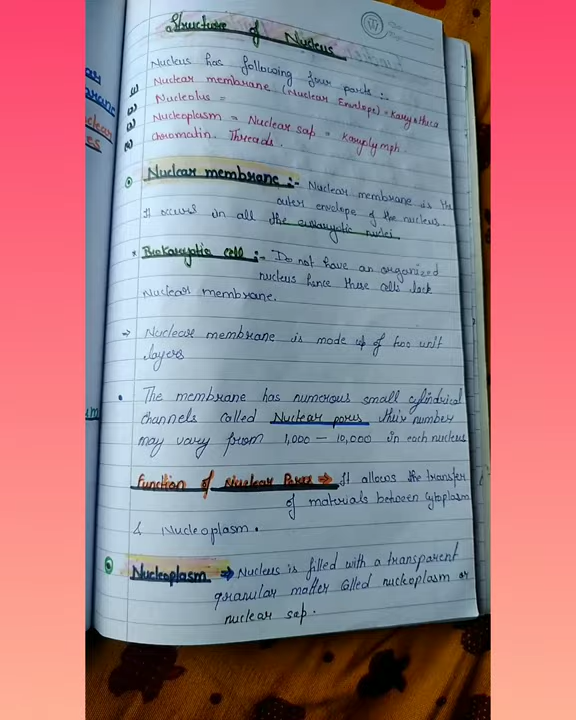 Structure of Nucleus
Nucleus has following four parts :-
(1) Nuclear membrane (Nuclear Envelope) = Karyotheca
(2) Nucleolus =
(3) Nucleoplasm = Nuclear sap = Karyolymph.
(4) Chromatin Threads.
Nuclear membrane :- Nuclear membrane is the
outer envelope of the nucleus.
It occurs in all the eukaryotic nuclei
* Prokaryotic cell :- Do not have an organized
nucleus hence these cells lack
Nuclear membrane.
→ Nuclear membrane is made up of two unit
layers
• The membrane has numerous small cylindrical
channels called Nuclear pores their number
may vary from 1,000 - 10,000 in each nucleus
Function of Nuclear Pores ⇒ It allows the transfer
of materials between Cytoplasm
& Nucleoplasm.
Nucleoplasm ⇒ Nucleus is filled with a transparent
granular matter called nucleoplasm or
nuclear sap.